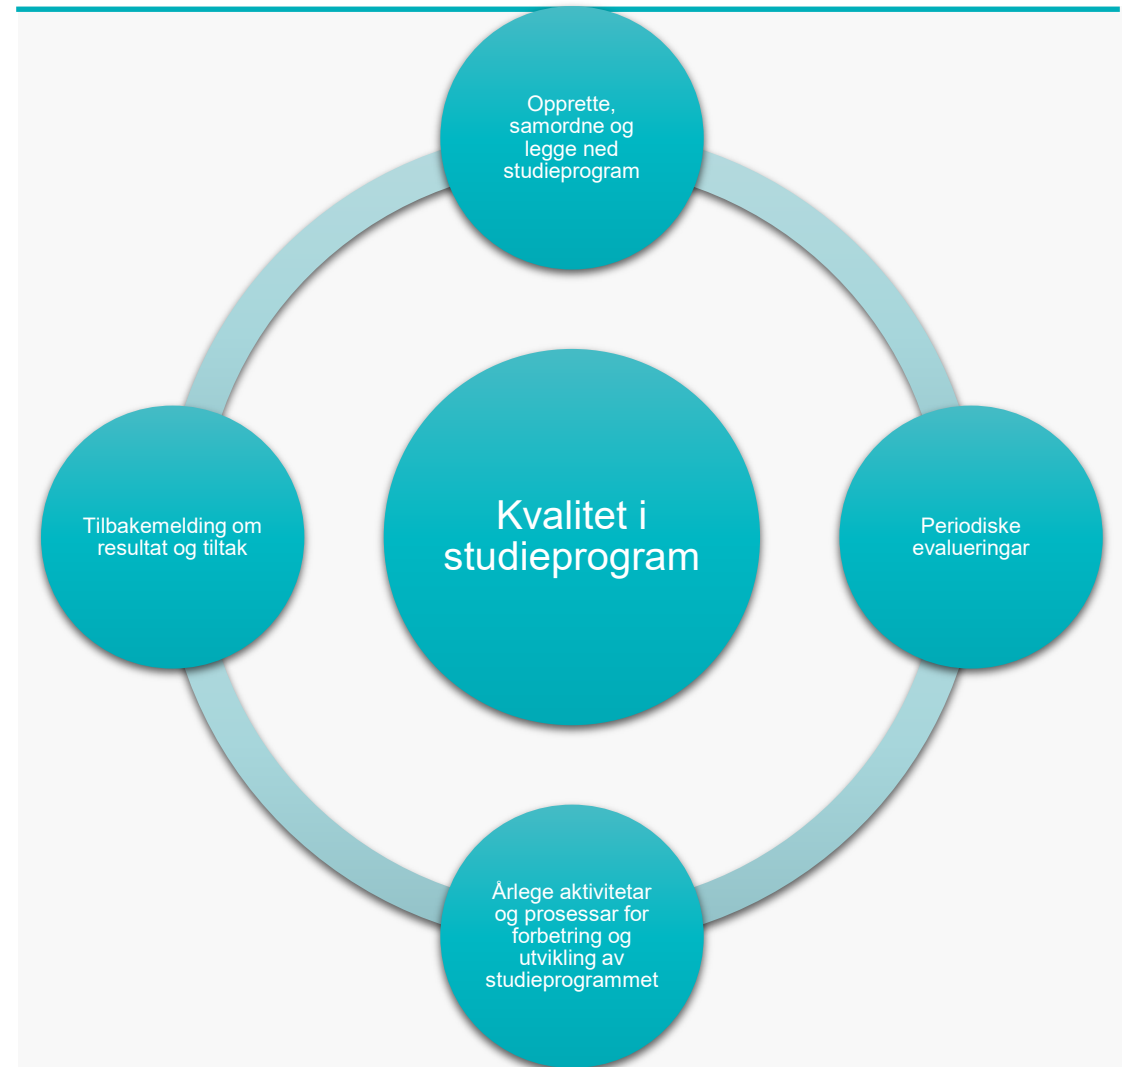 Opprette,
samordne og
legge ned
studieprogram
Kvalitet i
studieprogram
Tilbakemelding om
resultat og tiltak
Periodiske
evalueringar
Årlege aktivitetar
og prosessar for
forbetring og
utvikling av
studieprogrammet